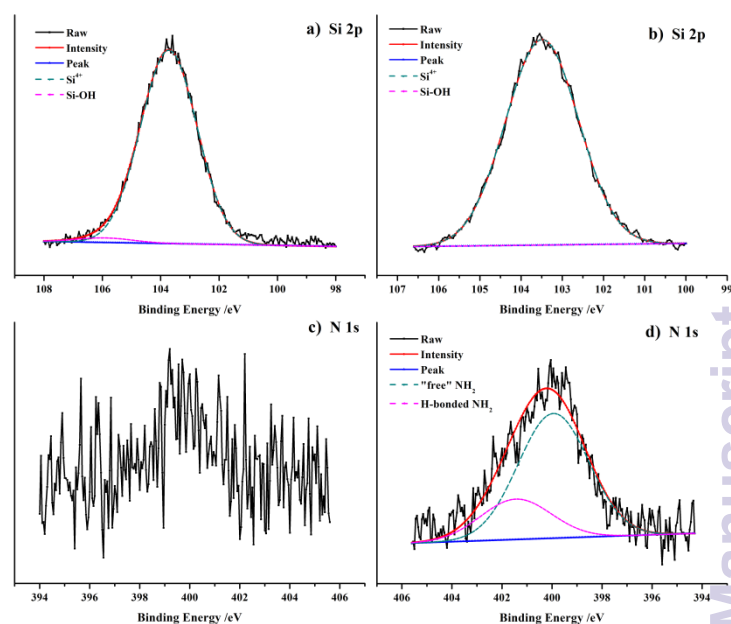 a) Si 2p
Raw
Intensity
Peak
Si⁴⁺
Si-OH
108 106 104 102 100 98
Binding Energy /eV
b) Si 2p
Raw
Intensity
Peak
Si⁴⁺
Si-OH
107 106 105 104 103 102 101 100 99
Binding Energy /eV
c) N 1s
394 396 398 400 402 404 406
Binding Energy /eV
d) N 1s
Raw
Intensity
Peak
"free" NH₂
H-bonded NH₂
406 404 402 400 398 396 394
Binding Energy /eV
Manuscript